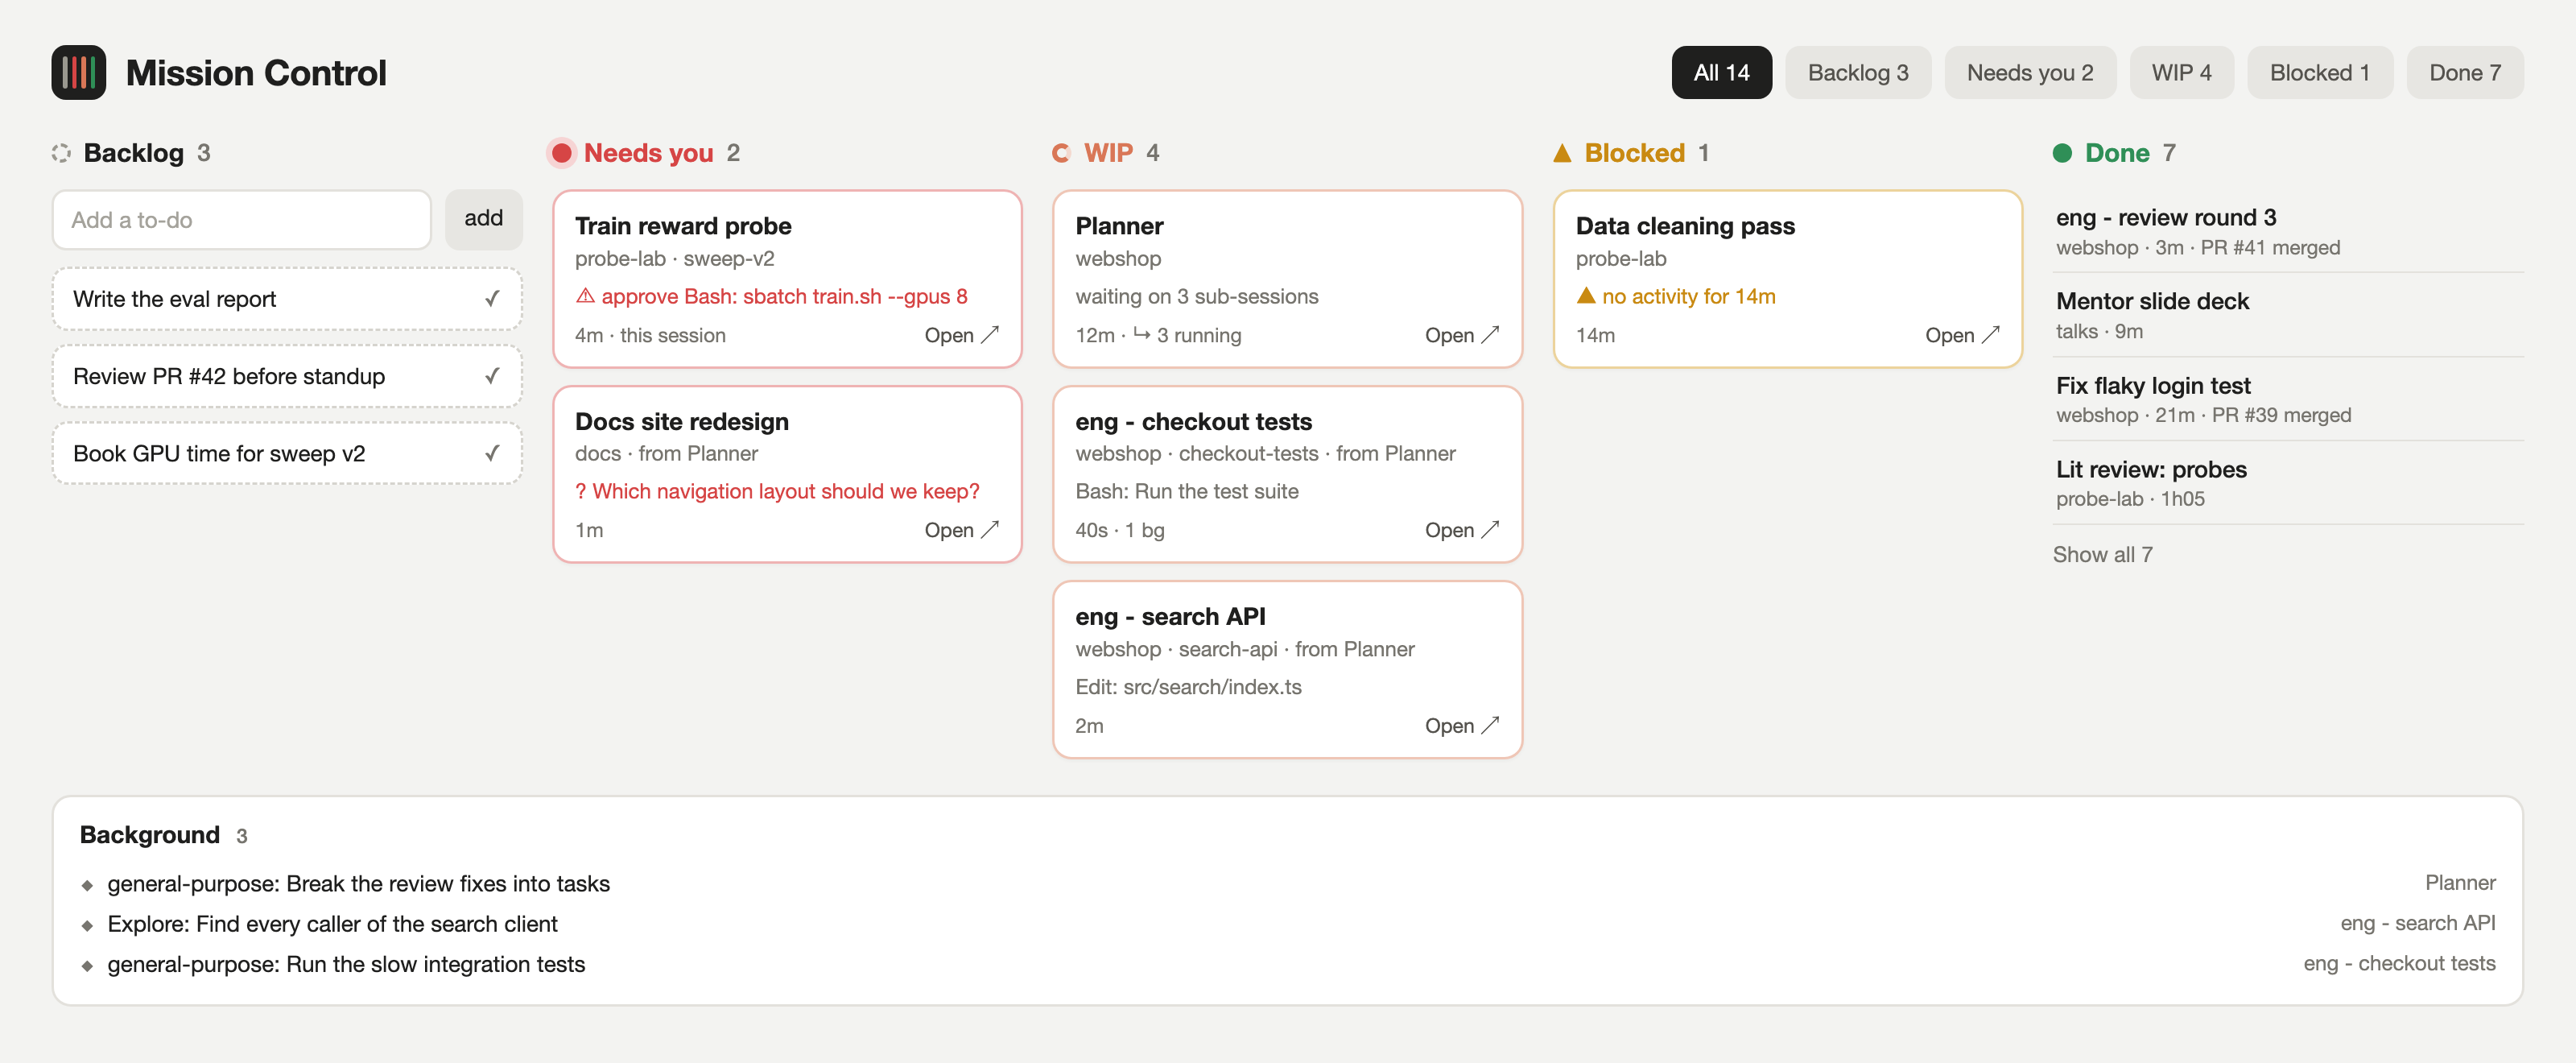 Mission Control
All 14
Backlog 3
Needs you 2
WIP 4
Blocked 1
Done 7
Backlog 3
Add a to-do
add
Write the eval report ✓
Review PR #42 before standup ✓
Book GPU time for sweep v2 ✓
Needs you 2
Train reward probe
probe-lab · sweep-v2
⚠ approve Bash: sbatch train.sh --gpus 8
4m · this session
Open ↗
Docs site redesign
docs · from Planner
? Which navigation layout should we keep?
1m
Open ↗
WIP 4
Planner
webshop
waiting on 3 sub-sessions
12m · ↳ 3 running
Open ↗
eng - checkout tests
webshop · checkout-tests · from Planner
Bash: Run the test suite
40s · 1 bg
Open ↗
eng - search API
webshop · search-api · from Planner
Edit: src/search/index.ts
2m
Open ↗
Blocked 1
Data cleaning pass
probe-lab
▲ no activity for 14m
14m
Open ↗
Done 7
eng - review round 3
webshop · 3m · PR #41 merged
Mentor slide deck
talks · 9m
Fix flaky login test
webshop · 21m · PR #39 merged
Lit review: probes
probe-lab · 1h05
Show all 7
Background 3
◆ general-purpose: Break the review fixes into tasks
Planner
◆ Explore: Find every caller of the search client
eng - search API
◆ general-purpose: Run the slow integration tests
eng - checkout tests